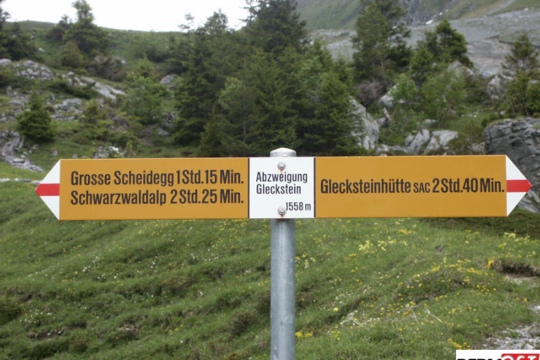 Grosse Scheidegg 1 Std. 15 Min.
Schwarzwaldalp 2 Std. 25 Min.
Abzweigung
Gleckstein
1558 m
Glecksteinhütte SAC 2 Std. 40 Min.